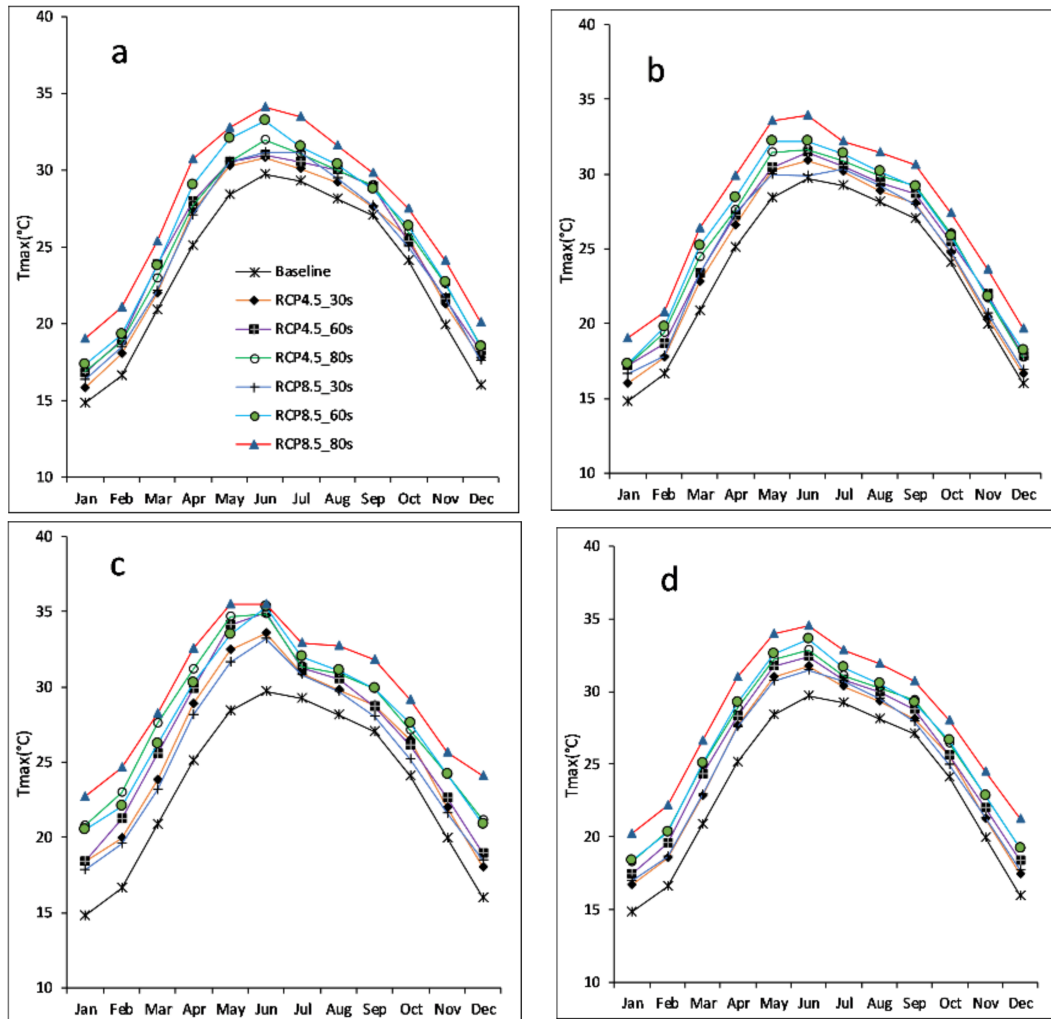 a
40
35
30
25
20
15
10
Tmax(°C)
Baseline
RCP4.5_30s
RCP4.5_60s
RCP4.5_80s
RCP8.5_30s
RCP8.5_60s
RCP8.5_80s
Jan Feb Mar Apr May Jun Jul Aug Sep Oct Nov Dec
b
40
35
30
25
20
15
10
Tmax(°C)
Jan Feb Mar Apr May Jun Jul Aug Sep Oct Nov Dec
c
40
35
30
25
20
15
10
Tmax(°C)
Jan Feb Mar Apr May Jun Jul Aug Sep Oct Nov Dec
d
40
35
30
25
20
15
10
Tmax(°C)
Jan Feb Mar Apr May Jun Jul Aug Sep Oct Nov Dec